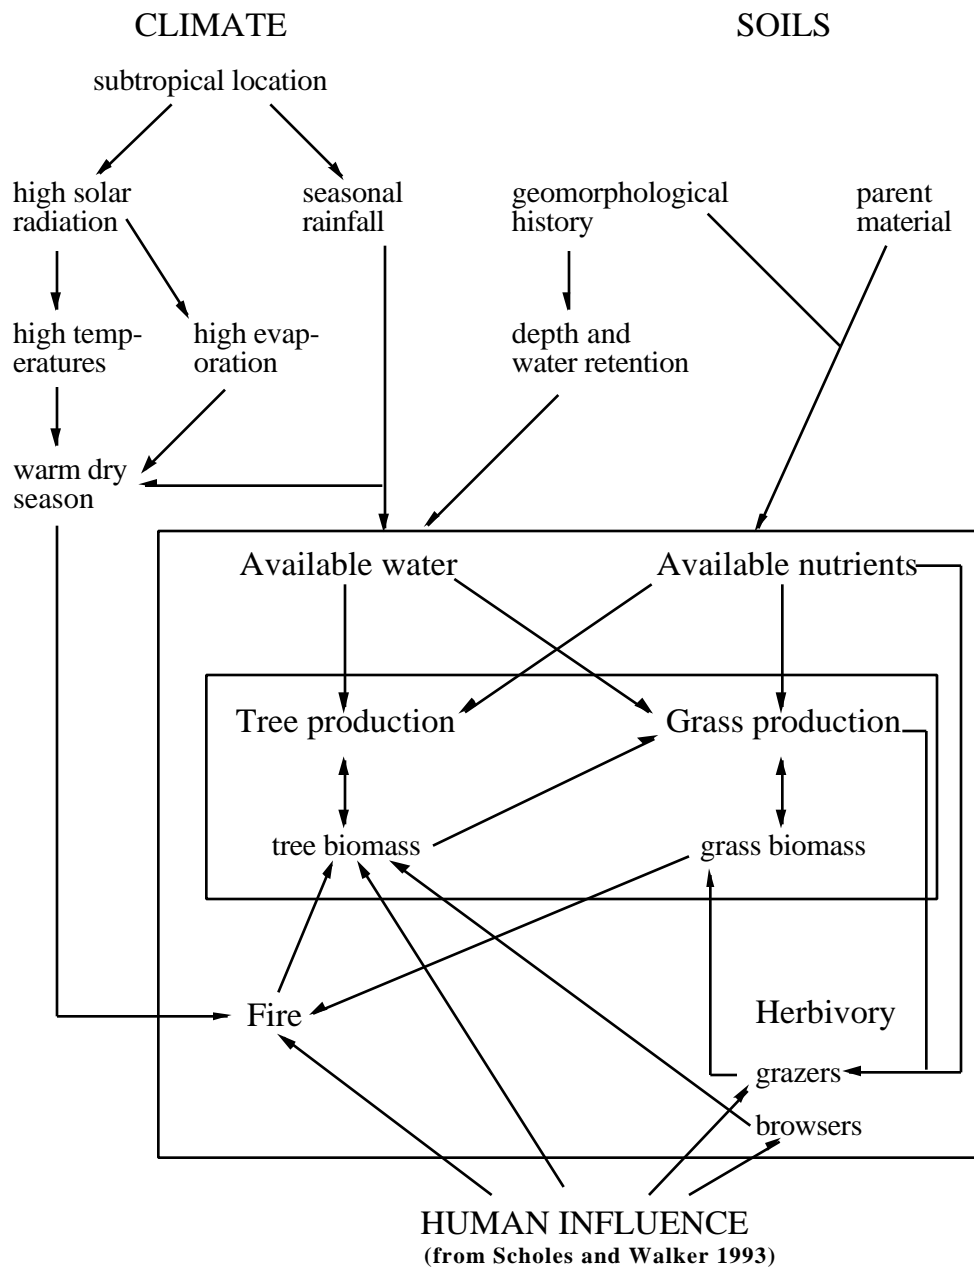 CLIMATE
SOILS
subtropical location
high solar
radiation
seasonal
rainfall
geomorphological
history
parent
material
high temp-
eratures
high evap-
oration
depth and
water retention
warm dry
season
Available water
Available nutrients
Tree production
Grass production
tree biomass
grass biomass
Fire
Herbivory
grazers
browsers
HUMAN INFLUENCE
(from Scholes and Walker 1993)